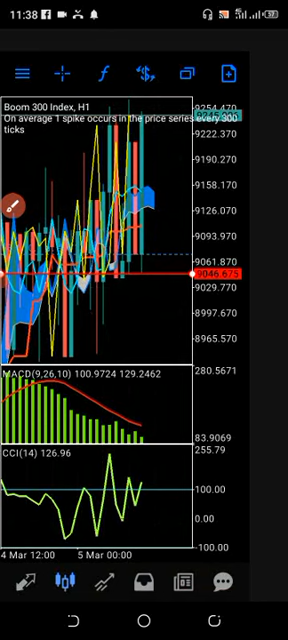 11:38
37
Boom 300 Index, H1
On average 1 spike occurs in the price series every 300
ticks
9254.470
9222.370
9190.270
9158.170
9126.070
9093.970
9061.870
9046.675
9029.770
8997.670
8965.570
MACD(9,26,10) 100.9724 129.2462
280.5671
83.9069
CCI(14) 126.96
255.79
100.00
0.00
-100.00
4 Mar 12:00
5 Mar 00:00